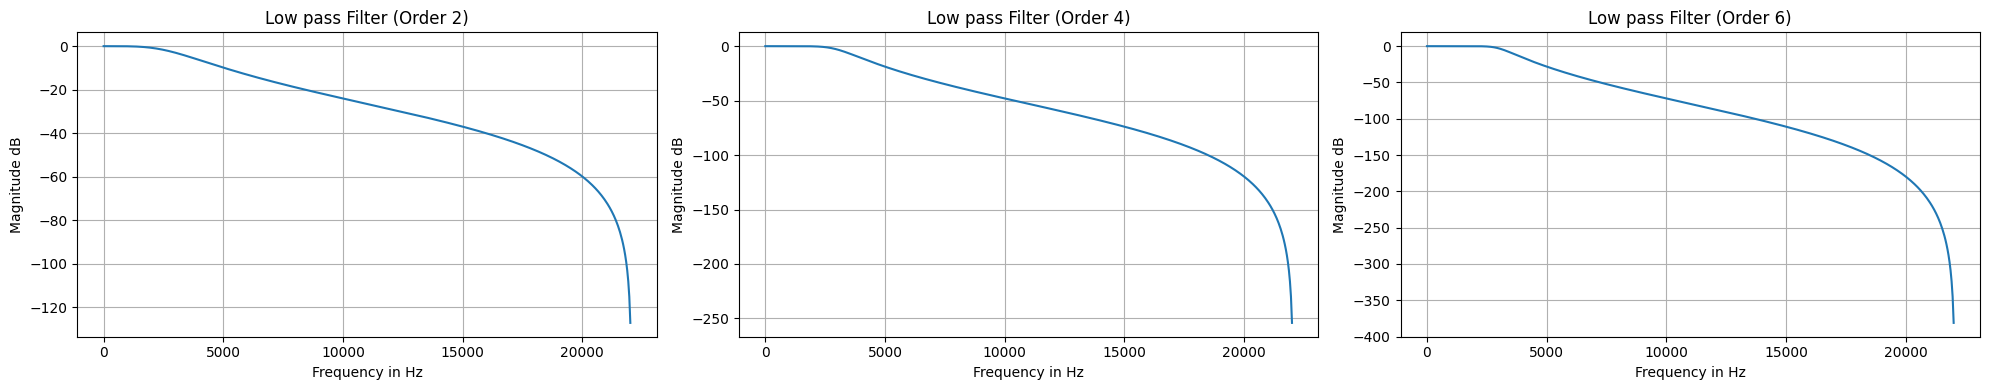 Low pass Filter (Order 2)
0
−20
−40
−60
−80
−100
−120
Magnitude dB
0 5000 10000 15000 20000
Frequency in Hz
Low pass Filter (Order 4)
0
−50
−100
−150
−200
−250
Magnitude dB
0 5000 10000 15000 20000
Frequency in Hz
Low pass Filter (Order 6)
0
−50
−100
−150
−200
−250
−300
−350
−400
Magnitude dB
0 5000 10000 15000 20000
Frequency in Hz